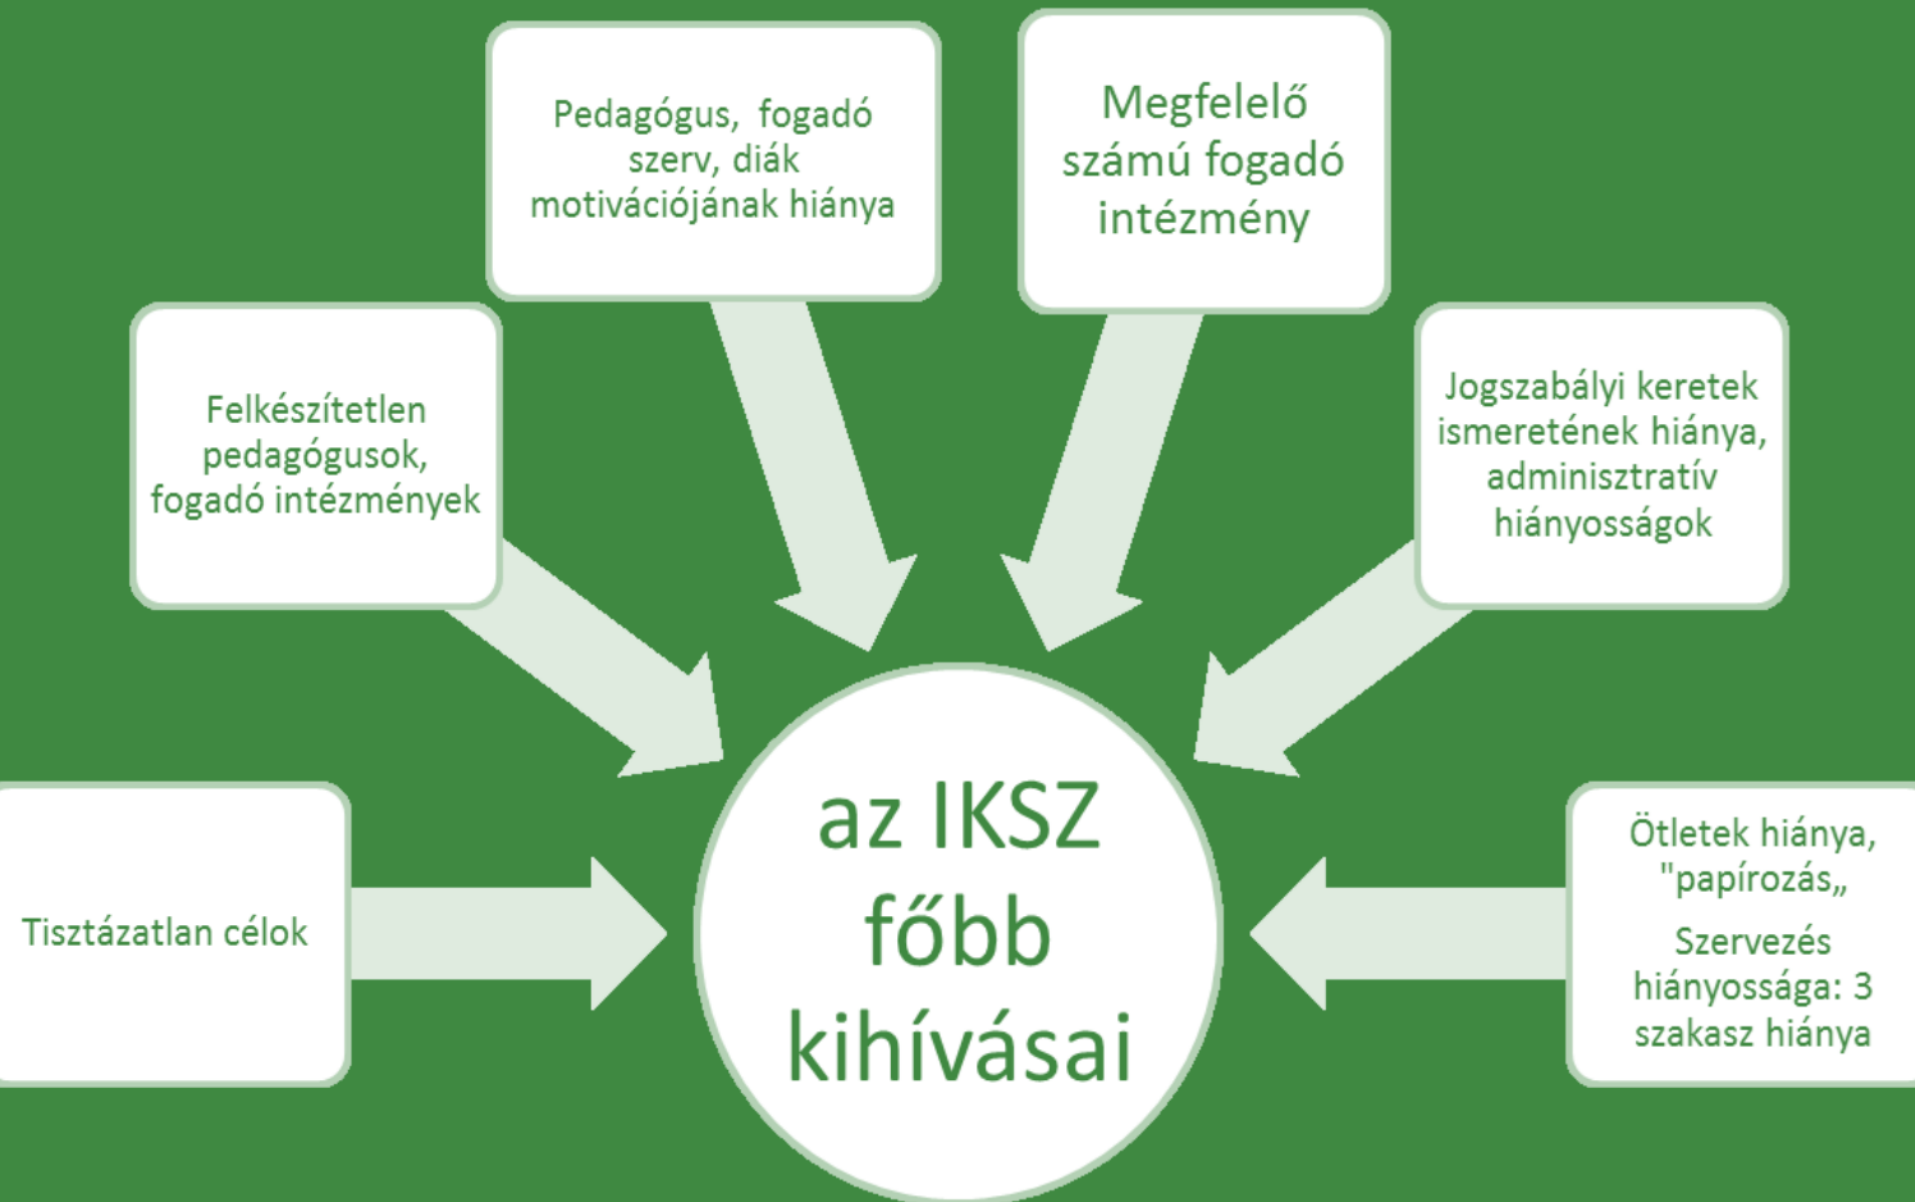 Pedagógus, fogadó
szerv, diák
motivációjának hiánya
Megfelelő
számú fogadó
intézmény
Felkészítetlen
pedagógusok,
fogadó intézmények
Jogszabályi keretek
ismeretének hiánya,
adminisztratív
hiányosságok
Tisztázatlan célok
az IKSZ
főbb
kihívásai
Ötletek hiánya,
"papírozás„
Szervezés
hiányossága: 3
szakasz hiánya